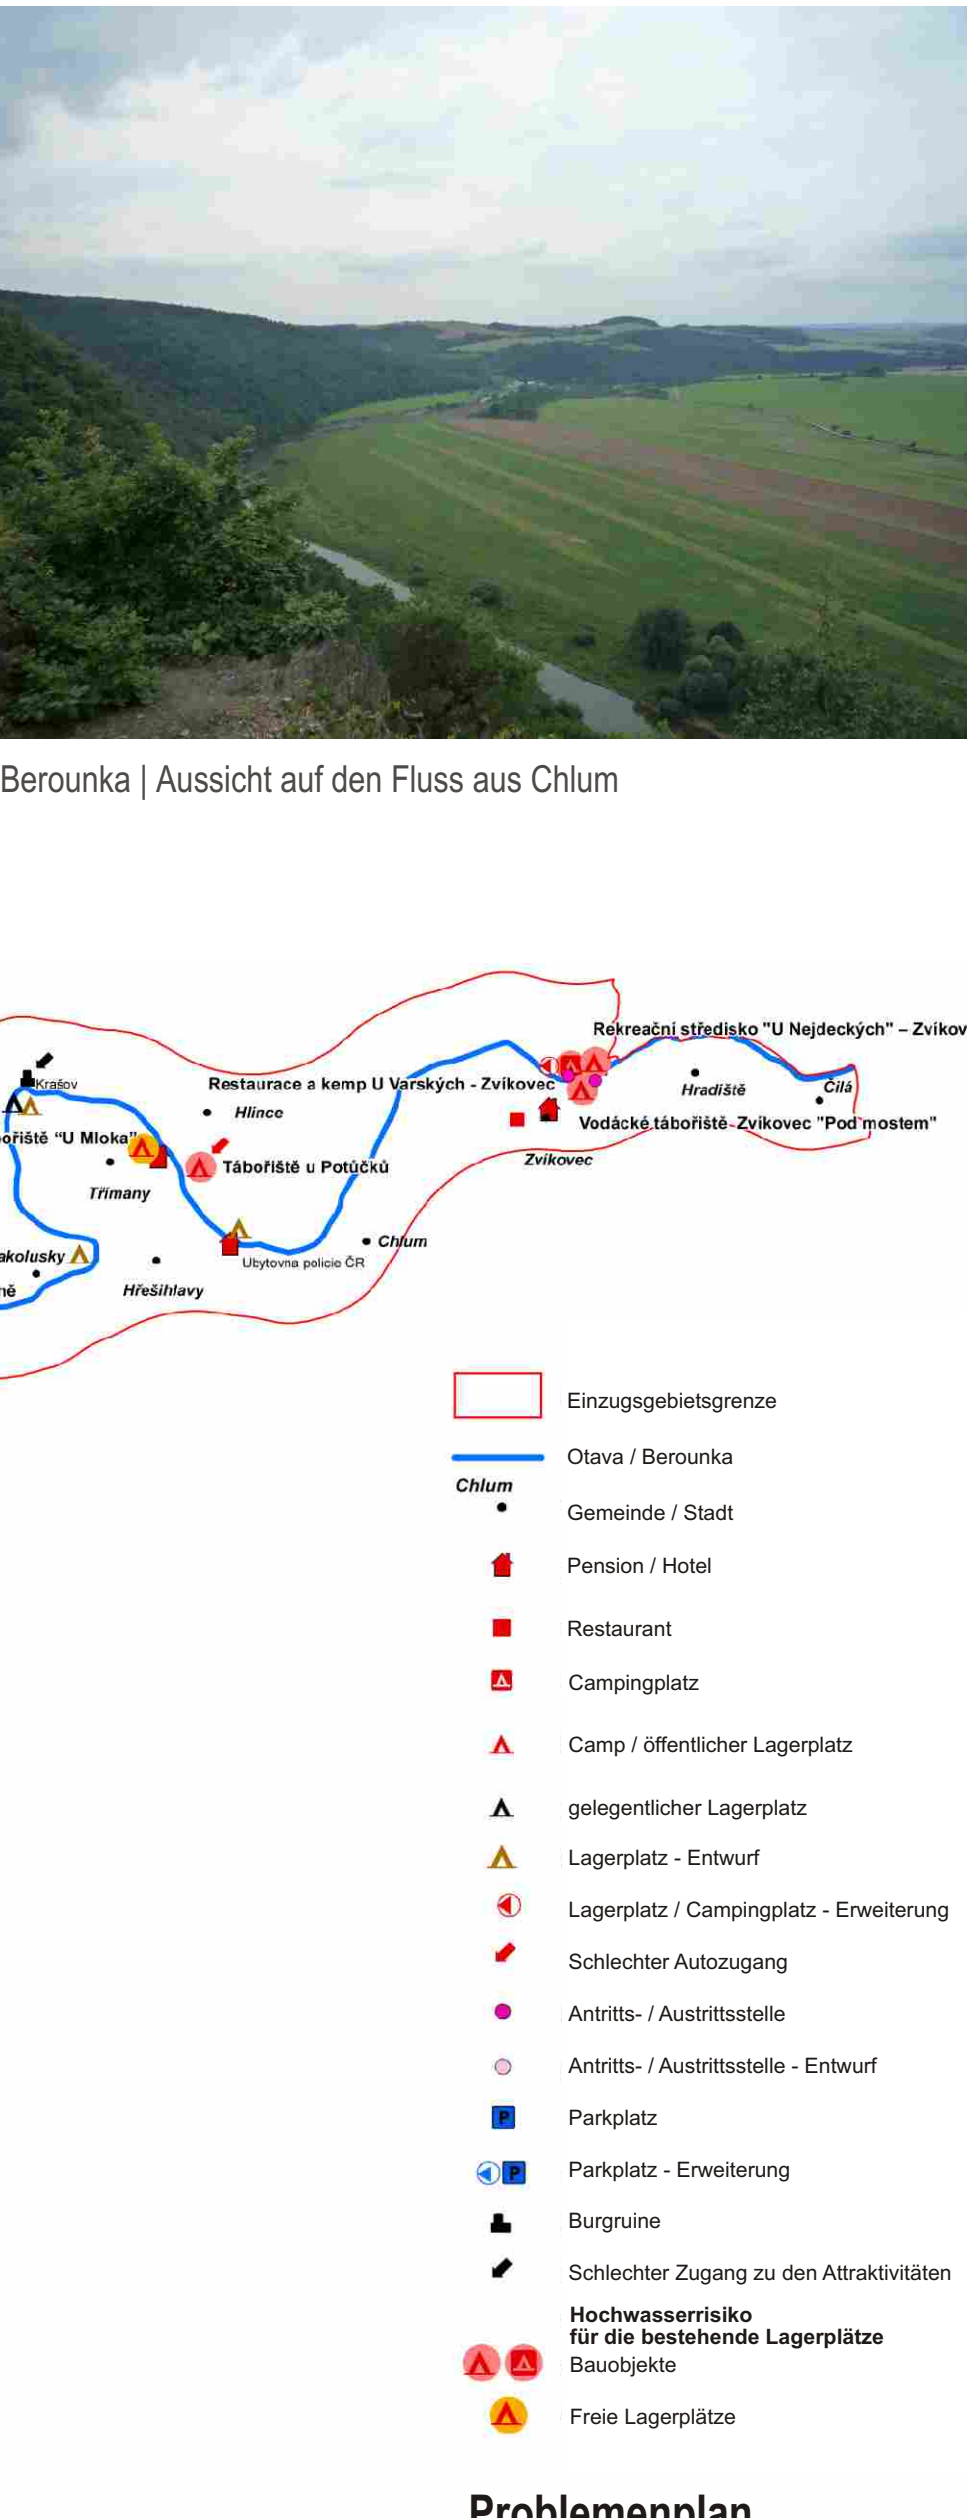 Berounka | Aussicht auf den Fluss aus Chlum
Rekreační středisko "U Nejdeckých" – Zvíkov
Krašov
Restaurace a kemp U Varských - Zvíkovec
Hradiště
Čilá
Hlince
Vodácké tábořiště- Zvíkovec "Pod mostem"
ořiště "U Mloka"
Tábořiště u Potůčků
Zvíkovec
Třímany
Chlum
akolusky
Ubytovna policie ČR
Hřešihlavy
ně
Einzugsgebietsgrenze
Otava / Berounka
Chlum
Gemeinde / Stadt
Pension / Hotel
Restaurant
Campingplatz
Camp / öffentlicher Lagerplatz
gelegentlicher Lagerplatz
Lagerplatz - Entwurf
Lagerplatz / Campingplatz - Erweiterung
Schlechter Autozugang
Antritts- / Austrittsstelle
Antritts- / Austrittsstelle - Entwurf
P Parkplatz
P Parkplatz - Erweiterung
Burgruine
Schlechter Zugang zu den Attraktivitäten
Hochwasserrisiko
für die bestehende Lagerplätze
Bauobjekte
Freie Lagerplätze
Problemenplan